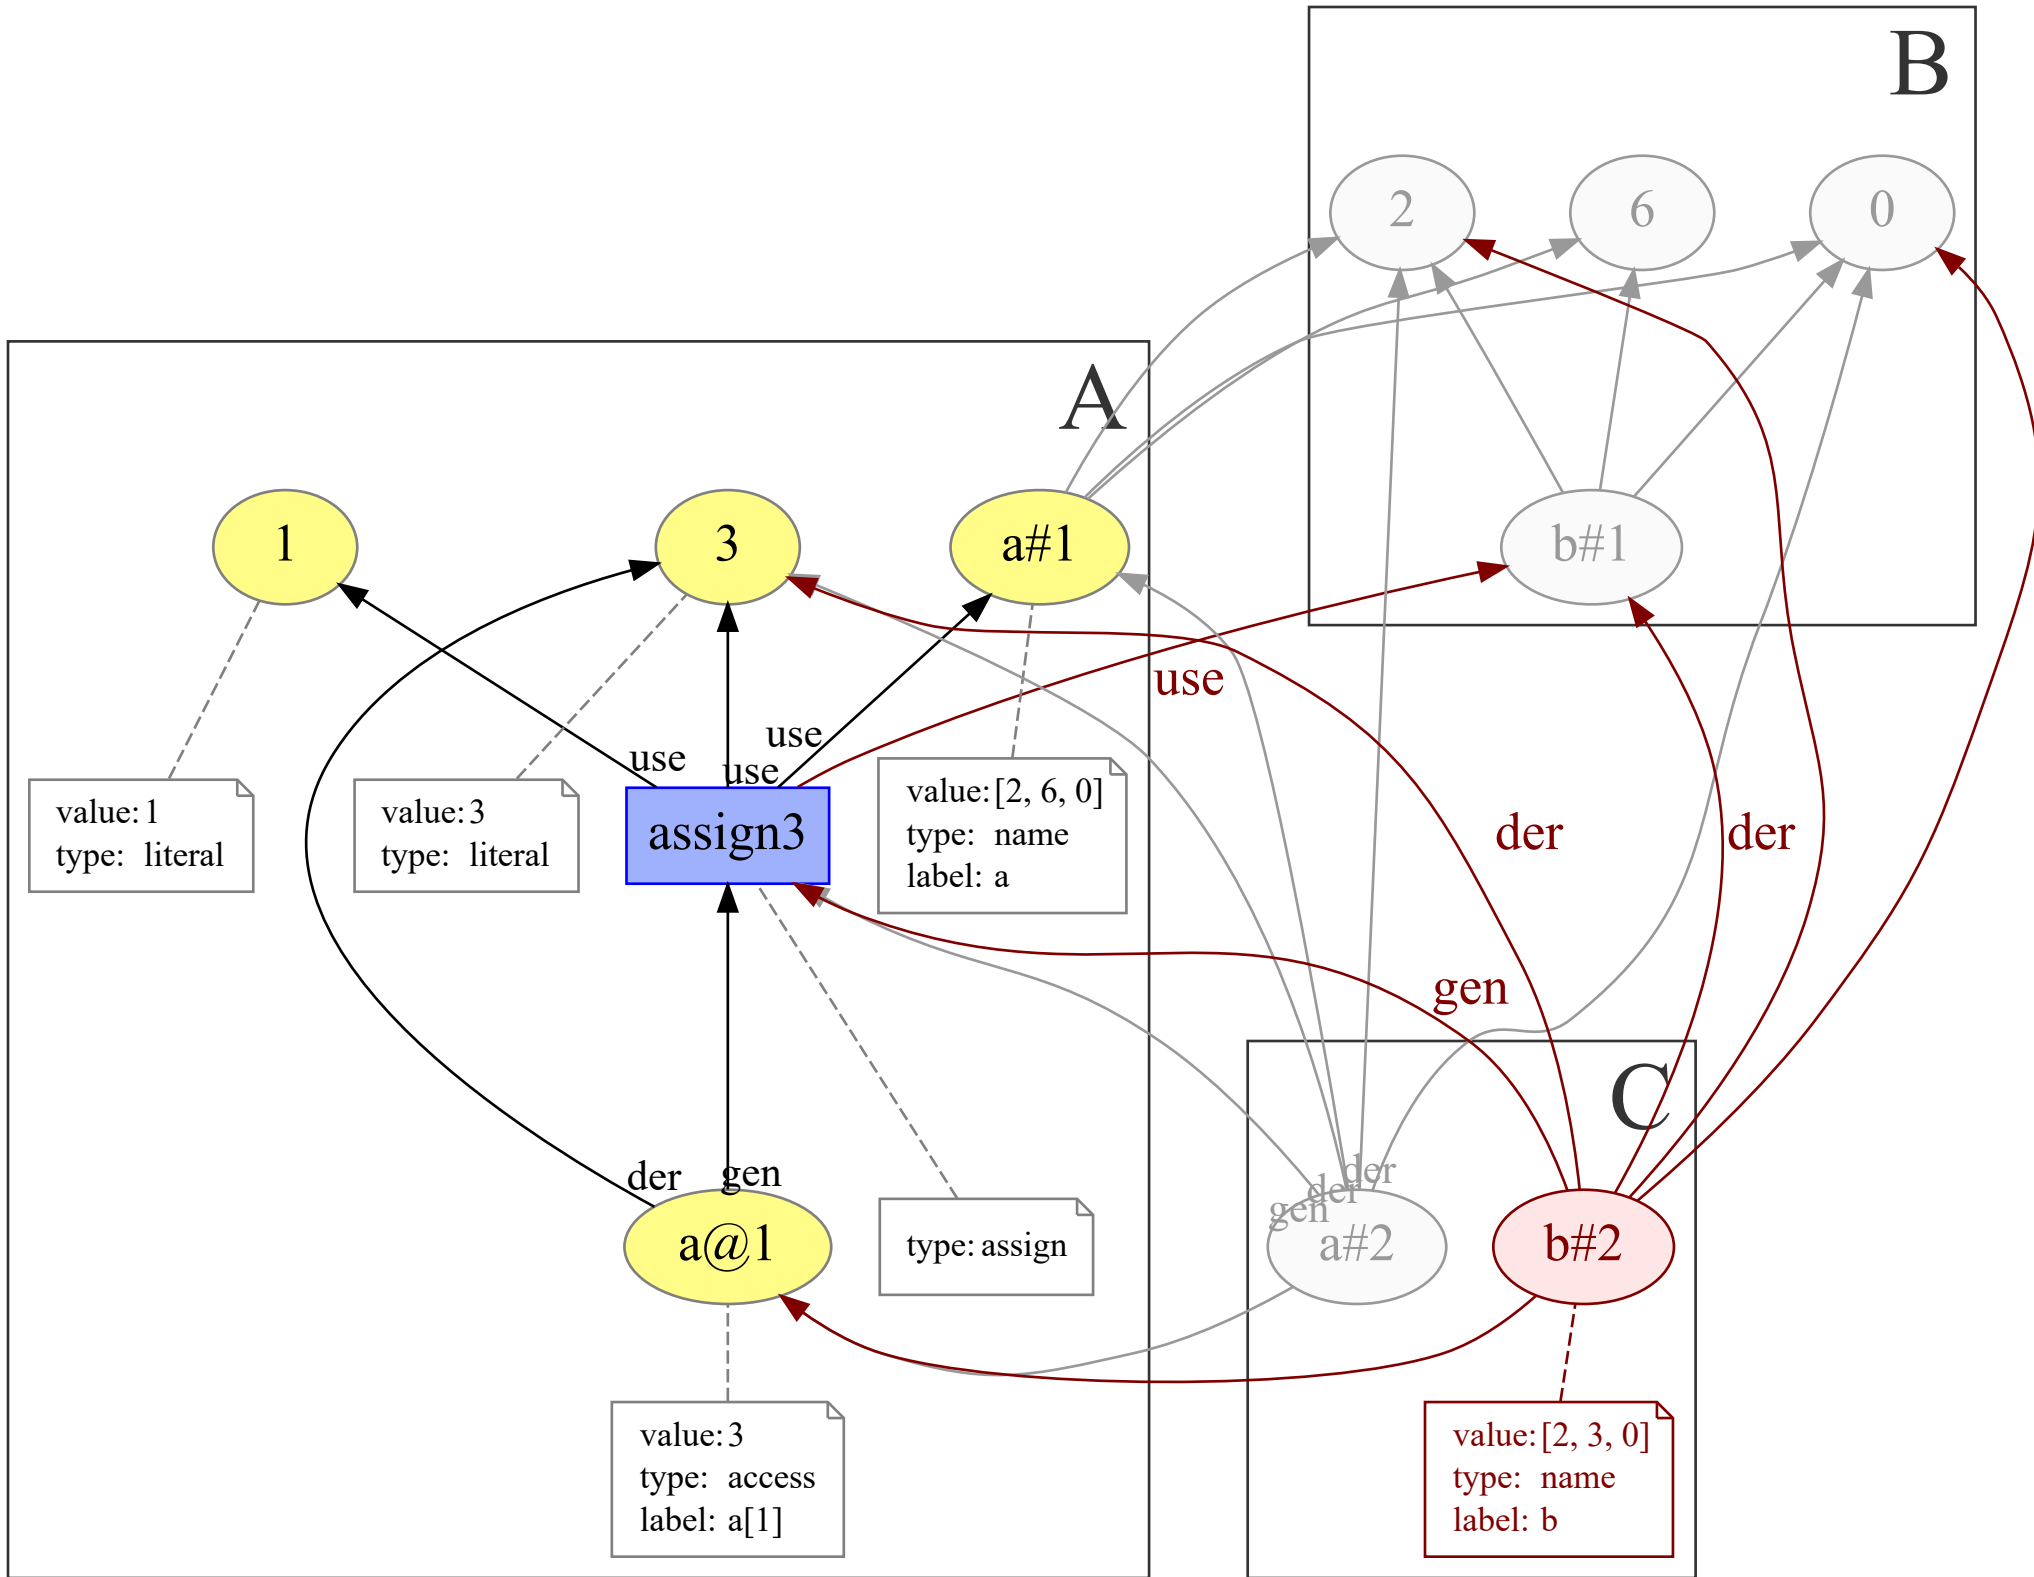 B
2
6
0
A
1
3
a#1
b#1
use
use
use
use
value: 1
type: literal
value: 3
type: literal
assign3
value: [2, 6, 0]
type: name
label: a
der
der
gen
C
der
gen
der
der
gen
a@1
type: assign
a#2
b#2
value: 3
type: access
label: a[1]
value: [2, 3, 0]
type: name
label: b